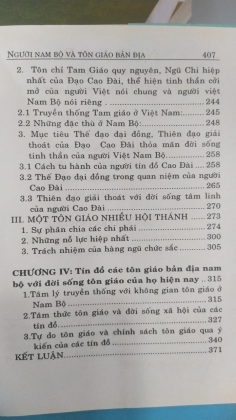 NGƯỜI NAM BỘ VÀ TÔN GIÁO BẢN ĐỊA 407
2. Tôn chỉ Tam Giáo quy nguyên, Ngũ Chi hiệp
nhất của Đạo Cao Đài, thể hiện tinh thần cởi
mở của người Việt nói chung và người việt
Nam Bộ nói riêng . ................................. 244
2.1 Truyền thống Tam giáo ở Việt Nam: ........ 245
2.2 Những đặc thù ở Nam Bộ: ........................ 248
3. Mục tiêu Thế đạo đại đồng, Thiên đạo giải
thoát của Đạo Cao Đài thỏa mãn đời sống
tinh thần của người Việt Nam Bộ ................ 258
3.1 Cách tu hành của người tín đồ Cao Đài ..... 258
3.2 Thế Đạo đại đồng trong quan niệm của người
Cao Đài ................................................ 265
3.3 Thiên đạo giải thoát với đời sống tâm linh
của người Cao Đài ................................... 270
III. MỘT TÔN GIÁO NHIỀU HỘI THÁNH ....... 273
1. Sự phân chia các chi phái .......................... 274
2. Những nỗ lực hiệp nhất ............................ 300
3. Trách nhiệm của hàng ngũ chức sắc........... 305
CHƯƠNG IV: Tín đồ các tôn giáo bản địa nam
bộ với đời sống tôn giáo của họ hiện nay .. 315
1.Tâm lý truyền thống với không gian tôn giáo ở
Nam Bộ ................................................. 315
2.Tâm thức tôn giáo và đời sống xã hội của các
tín đồ..................................................... 327
3.Tự do tôn giáo và chính sách tôn giáo qua ý
kiến của các tín đồ ................................... 340
KẾT LUẬN................................................ 371